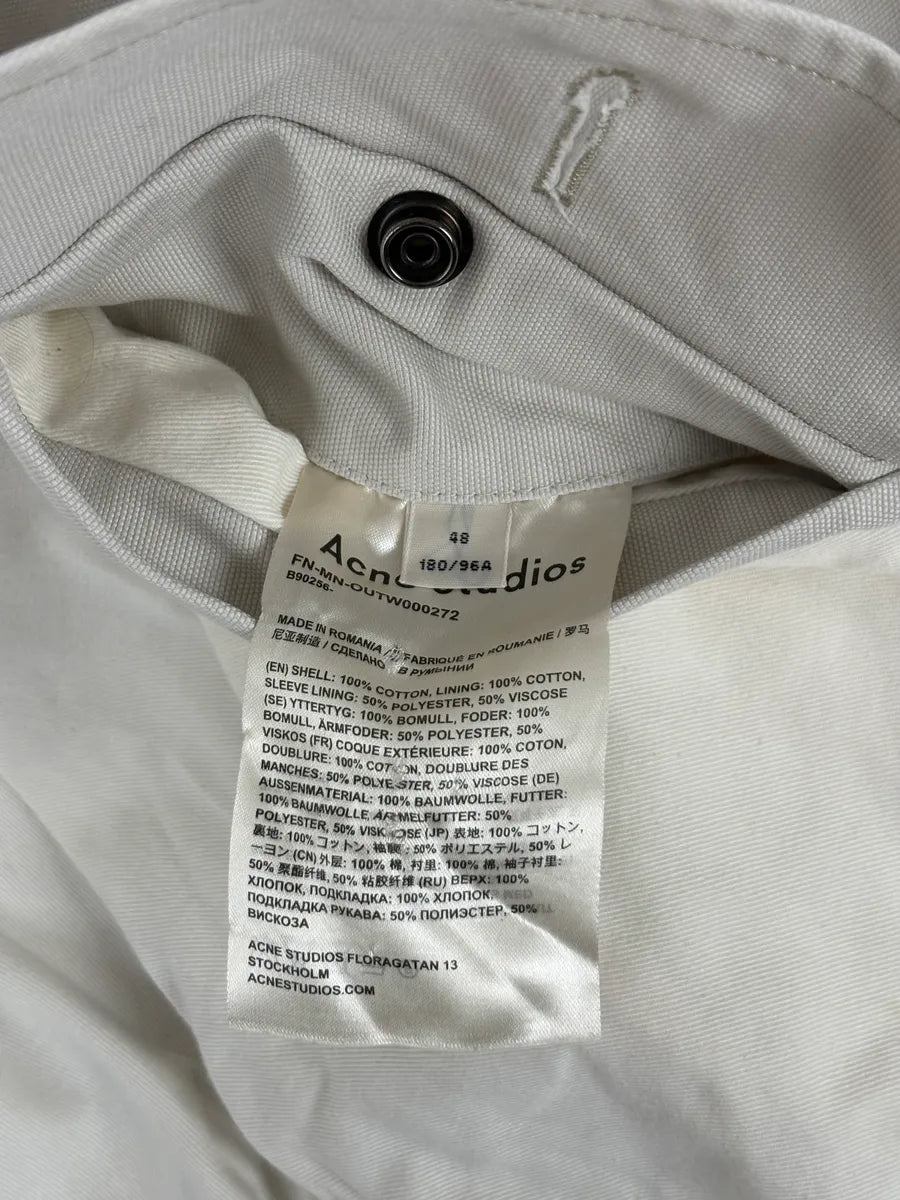 48
180/96A
Acne Studios
FN-MN-OUTW000272
B90256-
MADE IN ROMANIA / FABRIQUÉ EN ROUMANIE / 罗马
尼亚制造 / СДЕЛАНО В РУМЫНИИ
(EN) SHELL: 100% COTTON, LINING: 100% COTTON,
SLEEVE LINING: 50% POLYESTER, 50% VISCOSE
(SE) YTTERTYG: 100% BOMULL, FODER: 100%
BOMULL, ÄRMFODER: 50% POLYESTER, 50%
VISKOS (FR) COQUE EXTÉRIEURE: 100% COTON,
DOUBLURE: 100% COTON, DOUBLURE DES
MANCHES: 50% POLYESTER, 50% VISCOSE (DE)
AUSSENMATERIAL: 100% BAUMWOLLE, FUTTER:
100% BAUMWOLLE, ÄRMELFUTTER: 50%
POLYESTER, 50% VISKOSE (JP) 表地: 100% コットン,
裏地: 100% コットン, 袖裏: 50% ポリエステル, 50% レ
ーヨン (CN) 外层: 100% 棉, 衬里: 100% 棉, 袖子衬里:
50% 聚酯纤维, 50% 粘胶纤维 (RU) ВЕРХ: 100%
ХЛОПОК, ПОДКЛАДКА: 100% ХЛОПОК,
ПОДКЛАДКА РУКАВА: 50% ПОЛИЭСТЕР, 50%
ВИСКОЗА
ACNE STUDIOS FLORAGATAN 13
STOCKHOLM
ACNESTUDIOS.COM